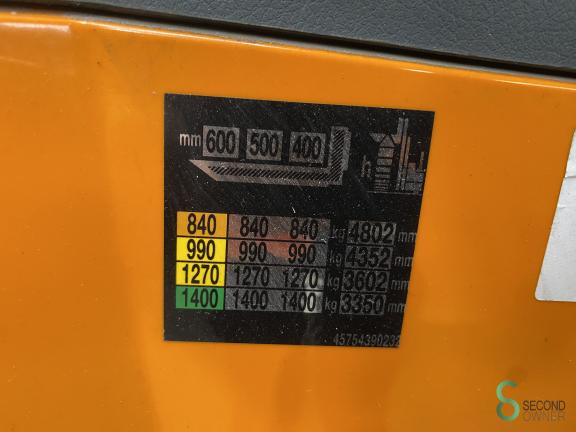 mm 600 500 400
h
840 840 840 kg 4802 mm
990 990 990 kg 4352 mm
1270 1270 1270 kg 3602 mm
1400 1400 1400 kg 3350 mm
SECOND
OWNER